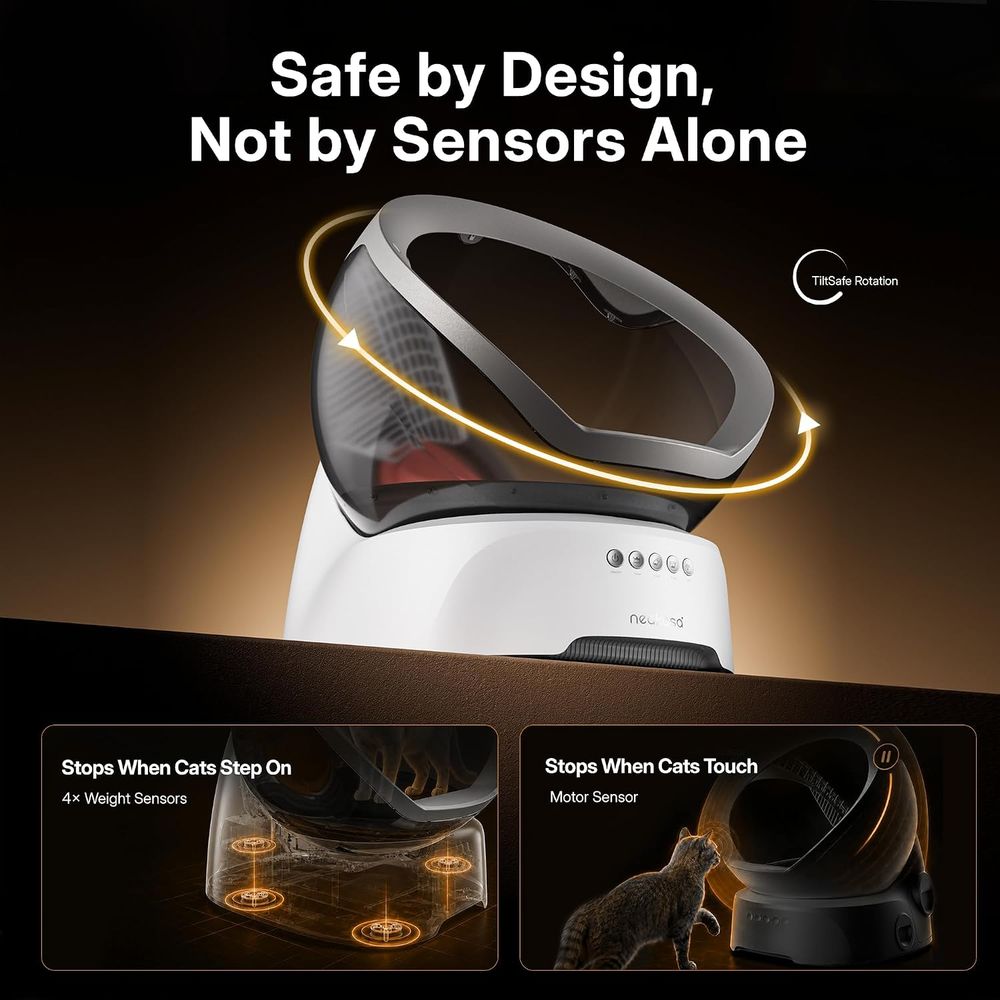 Safe by Design,
Not by Sensors Alone
TiltSafe Rotation
Stops When Cats Step On
4× Weight Sensors
Stops When Cats Touch
Motor Sensor